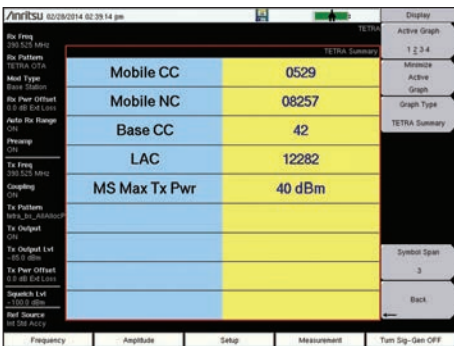 Anritsu 02/28/2014 02:39:14 pm
Display
TETRA
TETRA Summary
Rx Freq
390.525 MHz
Rx Pattern
TETRA OTA
Mod Type
Base Station
Rx Pwr Offset
0.0 dB Ext Loss
Auto Rx Range
ON
Preamp
ON
Tx Freq
390.525 MHz
Coupling
ON
Tx Pattern
Tx Output
ON
Tx Output Lvl
-85.0 dBm
Tx Pwr Offset
0.0 dB Ext Loss
Squelch Lvl
-100.0 dBm
Ref Source
Int Std Accy
Mobile CC 0529
Mobile NC 08257
Base CC 42
LAC 12282
MS Max Tx Pwr 40 dBm
Active Graph
1 2 3 4
Minimize
Active
Graph
Graph Type
TETRA Summary
Symbol Span
3
Back
Frequency Amplitude Setup Measurement Turn Sig-Gen OFF